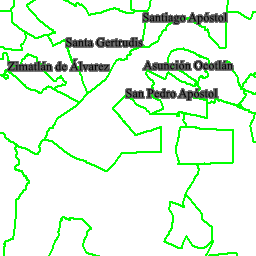 Santiago Apóstol
Santa Gertrudis
Zimatlán de Álvarez
Asunción Ocotlán
San Pedro Apóstol